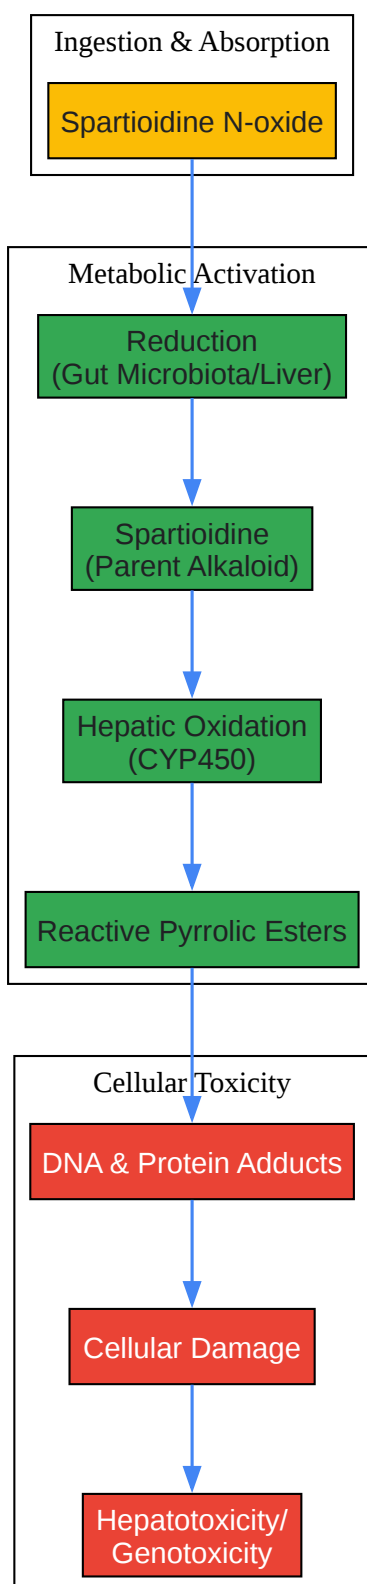 Ingestion & Absorption
Spartioidine N-oxide
Metabolic Activation
Reduction
(Gut Microbiota/Liver)
Spartioidine
(Parent Alkaloid)
Hepatic Oxidation
(CYP450)
Reactive Pyrrolic Esters
Cellular Toxicity
DNA & Protein Adducts
Cellular Damage
Hepatotoxicity/
Genotoxicity